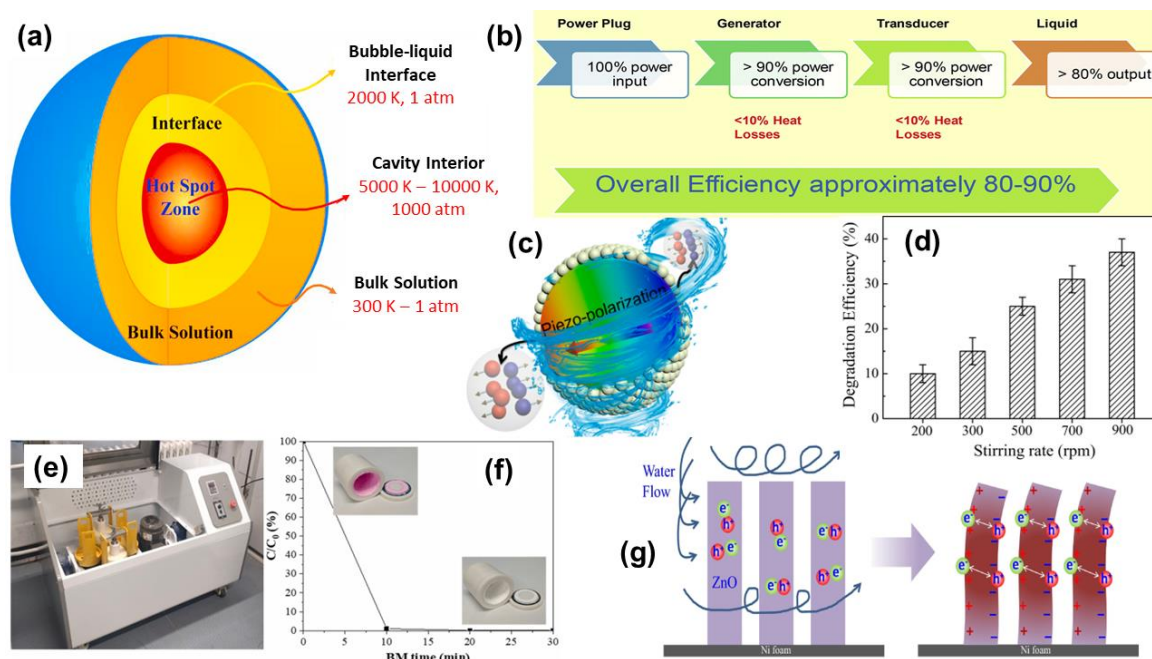 (a)
Bubble-liquid
Interface
2000 K, 1 atm
Interface
Hot Spot
Zone
Cavity Interior
5000 K – 10000 K,
1000 atm
Bulk Solution
300 K – 1 atm
Bulk Solution
(b)
Power Plug
Generator
Transducer
Liquid
100% power
input
> 90% power
conversion
> 90% power
conversion
> 80% output
<10% Heat
Losses
<10% Heat
Losses
Overall Efficiency approximately 80-90%
(c)
Piezo-polarization
(d)
Degradation Efficiency (%)
40
30
20
10
0
200
300
500
700
900
Stirring rate (rpm)
(e)
(f)
C/C0 (%)
100
90
80
70
60
50
40
30
20
10
0
0
10
20
30
BM time (min)
(g)
Water
Flow
e-
h+
h+
e-
h+
e-
e-
h+
e-
h+
e-
h+
ZnO
Ni foam
+
-
e-
h+
e-
h+
e-
h+
e-
h+
e-
h+
e-
h+
Ni foam